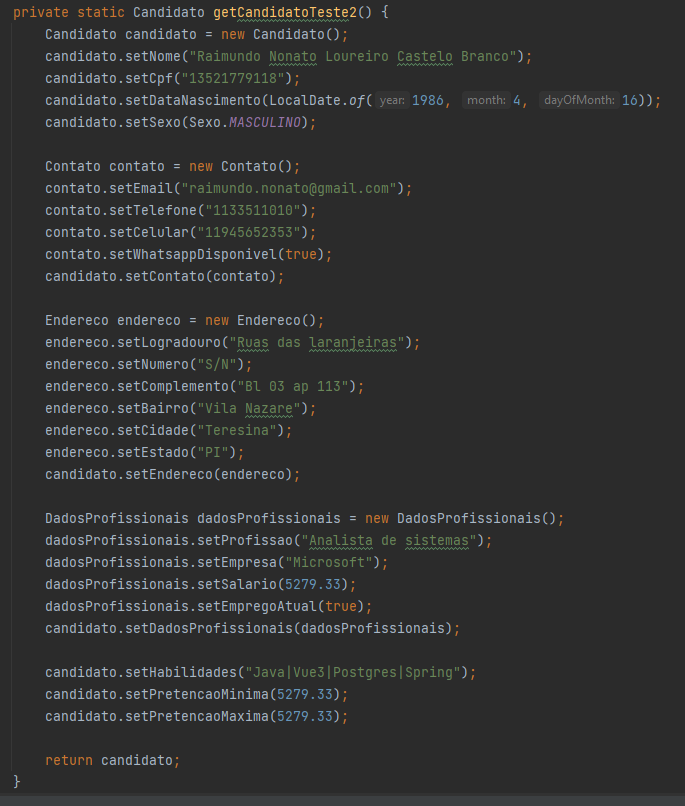 private static Candidato getCandidatoTeste2() {
Candidato candidato = new Candidato();
candidato.setNome("Raimundo Nonato Loureiro Castelo Branco");
candidato.setCpf("13521779118");
candidato.setDataNascimento(LocalDate.of( year: 1986, month: 4, dayOfMonth: 16));
candidato.setSexo(Sexo.MASCULINO);
Contato contato = new Contato();
contato.setEmail("raimundo.nonato@gmail.com");
contato.setTelefone("1133511010");
contato.setCelular("11945652353");
contato.setWhatsappDisponivel(true);
candidato.setContato(contato);
Endereco endereco = new Endereco();
endereco.setLogradouro("Ruas das laranjeiras");
endereco.setNumero("S/N");
endereco.setComplemento("Bl 03 ap 113");
endereco.setBairro("Vila Nazare");
endereco.setCidade("Teresina");
endereco.setEstado("PI");
candidato.setEndereco(endereco);
DadosProfissionais dadosProfissionais = new DadosProfissionais();
dadosProfissionais.setProfissao("Analista de sistemas");
dadosProfissionais.setEmpresa("Microsoft");
dadosProfissionais.setSalario(5279.33);
dadosProfissionais.setEmpregoAtual(true);
candidato.setDadosProfissionais(dadosProfissionais);
candidato.setHabilidades("Java|Vue3|Postgres|Spring");
candidato.setPretencaoMinima(5279.33);
candidato.setPretencaoMaxima(5279.33);
return candidato;
}